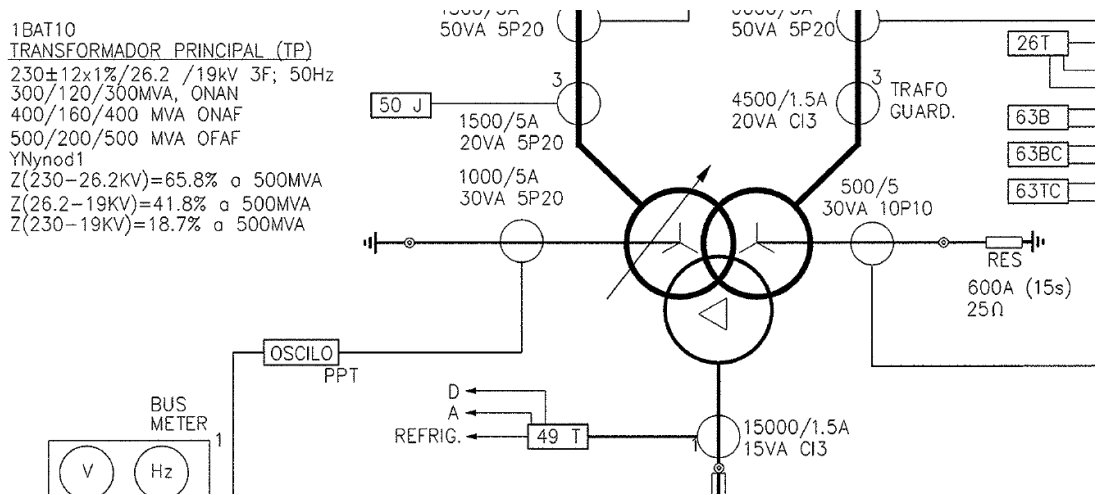 1BAT10
TRANSFORMADOR PRINCIPAL (TP)
230±12x1%/26.2 /19kV 3F; 50Hz
300/120/300MVA, ONAN
400/160/400 MVA ONAF
500/200/500 MVA OFAF
YNynod1
Z(230-26.2KV)=65.8% a 500MVA
Z(26.2-19KV)=41.8% a 500MVA
Z(230-19KV)=18.7% a 500MVA
50VA 5P20
50 J
3
1500/5A
20VA 5P20
1000/5A
30VA 5P20
50VA 5P20
3
TRAFO
GUARD.
4500/1.5A
20VA Cl3
500/5
30VA 10P10
26T
63B
63BC
63TC
RES
600A (15s)
25Ω
OSCILO
PPT
D
A
REFRIG.
49 T
1
15000/1.5A
15VA Cl3
BUS
METER
1
V
Hz